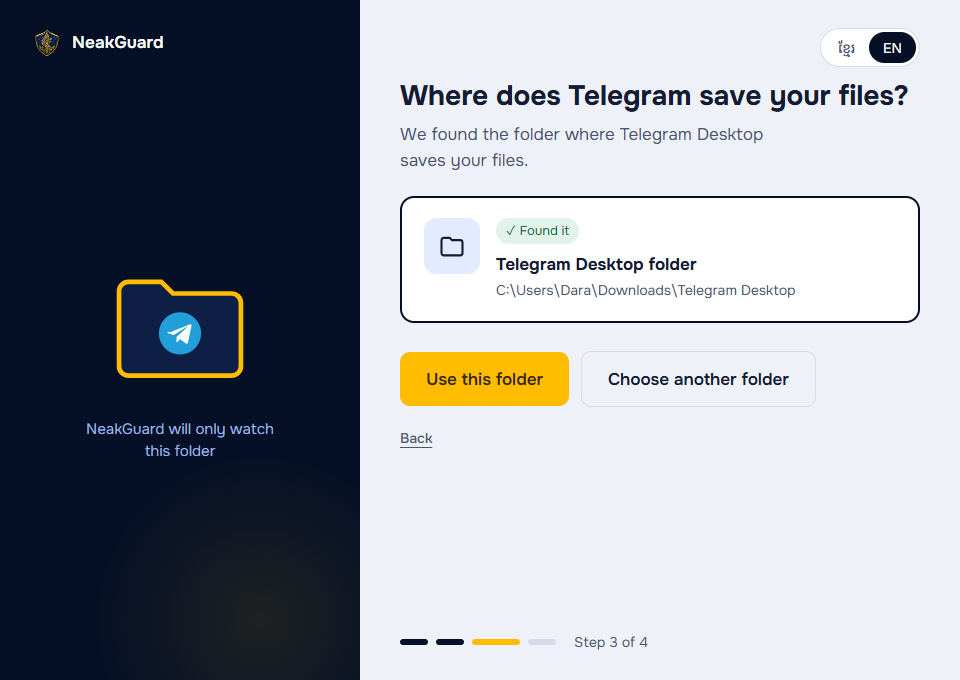 NeakGuard
NeakGuard will only watch
this folder
ខ្មែរ
EN
Where does Telegram save your files?
We found the folder where Telegram Desktop
saves your files.
✓ Found it
Telegram Desktop folder
C:\Users\Dara\Downloads\Telegram Desktop
Use this folder
Choose another folder
Back
Step 3 of 4